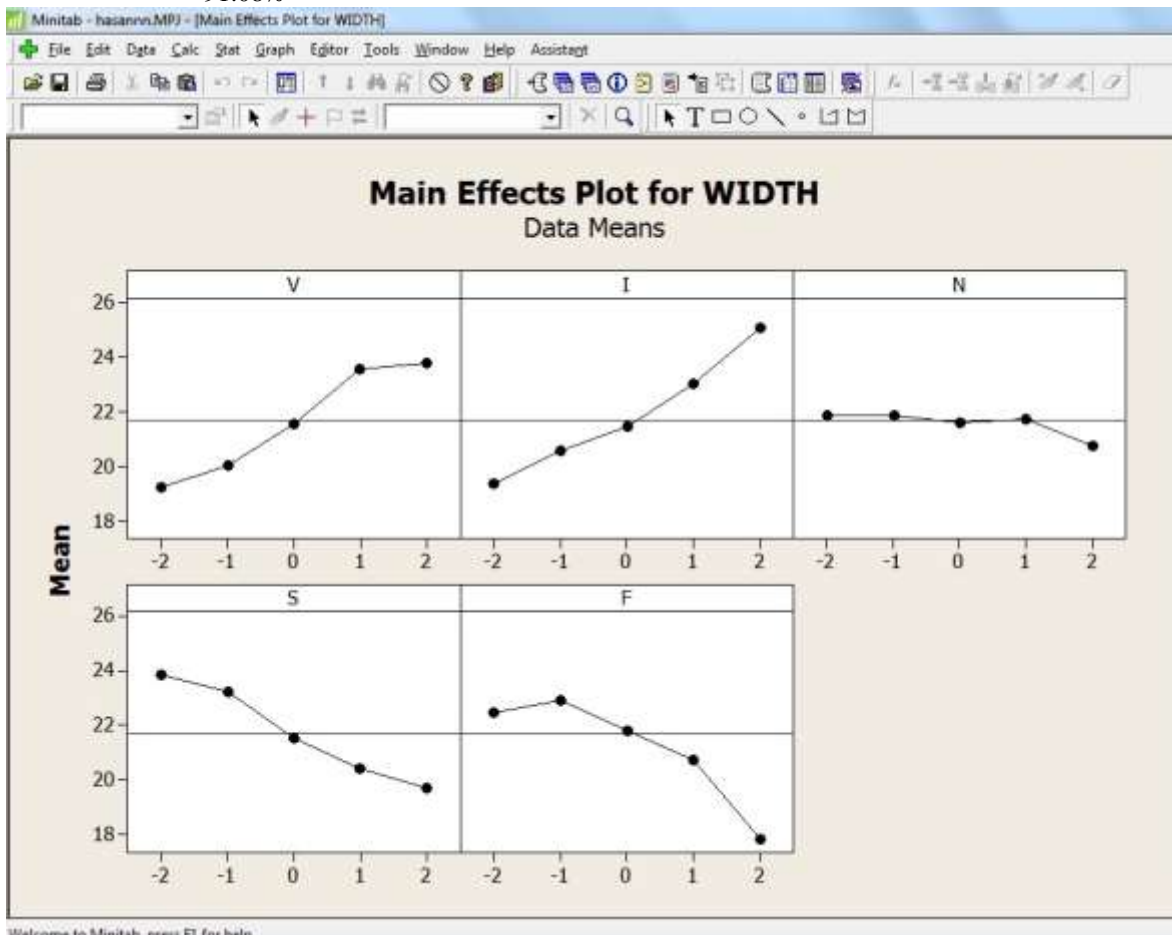 91.68%
Minitab - hasanrvn.MPJ - [Main Effects Plot for WIDTH]
File Edit Data Calc Stat Graph Editor Tools Window Help Assistant
Main Effects Plot for WIDTH
Data Means
V I N
26
24
22
20
18
-2 -1 0 1 2 -2 -1 0 1 2 -2 -1 0 1 2
Mean
S F
26
24
22
20
18
-2 -1 0 1 2 -2 -1 0 1 2
Welcome to Minitab, press F1 for help